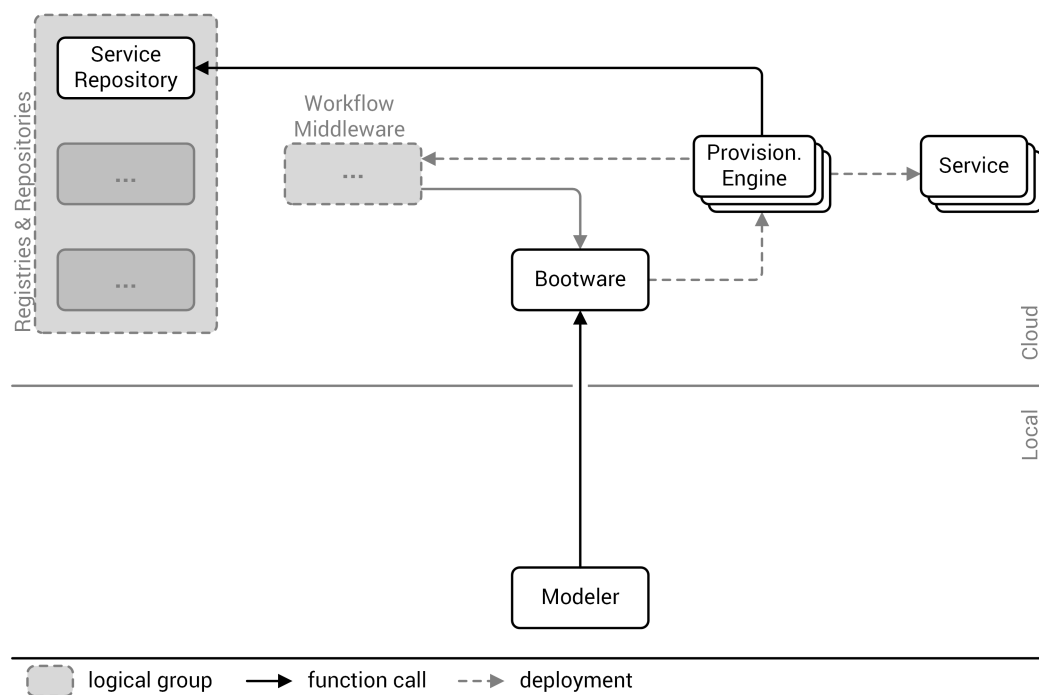 Service
Repository
Registries & Repositories
...
...
Workflow
Middleware
...
Provision.
Engine
Service
Bootware
Cloud
Local
Modeler
logical group
function call
deployment